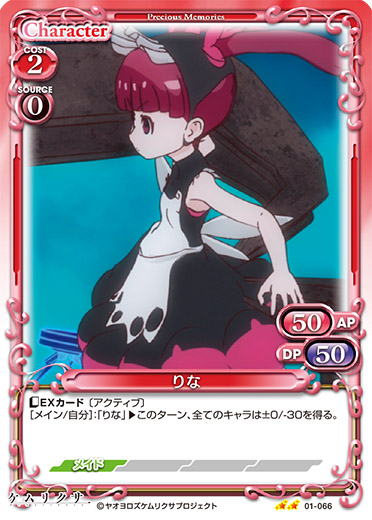 Precious Memories
Character
COST
2
SOURCE
0
50 AP
DP 50
りな
EXカード [アクティブ]
[メイン/自分]:「りな」▶このターン、全てのキャラは±0/-30を得る。
メイド
ケムリクサ
©ヤオヨロズケムリクサプロジェクト
01-066